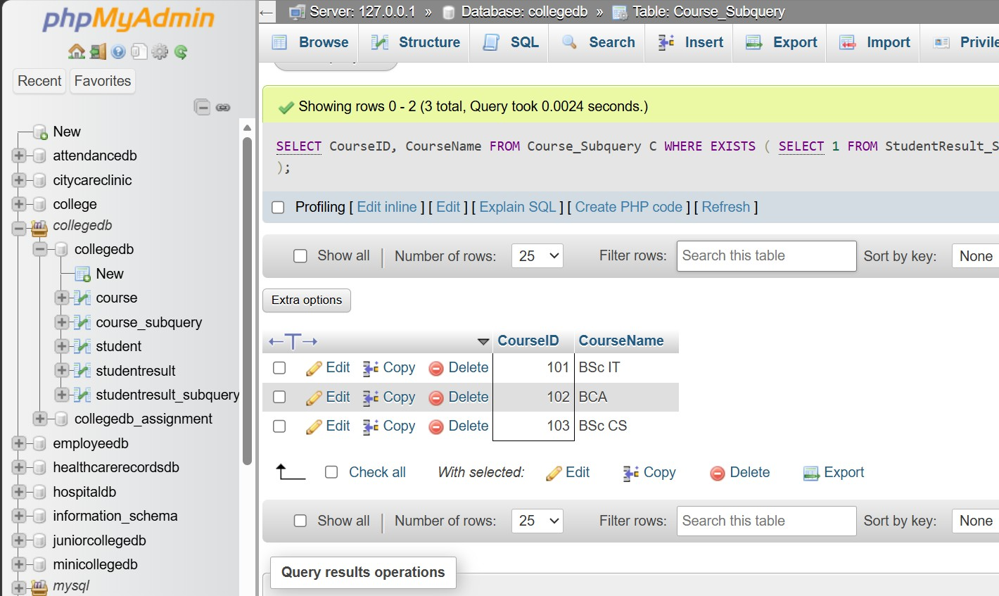 phpMyAdmin
Recent
Favorites
New
attendancedb
citycareclinic
college
collegedb
collegedb
New
course
course_subquery
student
studentresult
studentresult_subquery
collegedb_assignment
employeedb
healthcarerecordsdb
hospitaldb
information_schema
juniorcollegedb
minicollegedb
mysql
Server: 127.0.0.1 » Database: collegedb » Table: Course_Subquery
Browse Structure SQL Search Insert Export Import Privile
Showing rows 0 - 2 (3 total, Query took 0.0024 seconds.)
SELECT CourseID, CourseName FROM Course_Subquery C WHERE EXISTS ( SELECT 1 FROM StudentResult_S
);
Profiling [ Edit inline ] [ Edit ] [ Explain SQL ] [ Create PHP code ] [ Refresh ]
Show all | Number of rows: 25 Filter rows: Search this table Sort by key: None
Extra options
←T→ CourseID CourseName
Edit Copy Delete 101 BSc IT
Edit Copy Delete 102 BCA
Edit Copy Delete 103 BSc CS
Check all With selected: Edit Copy Delete Export
Show all | Number of rows: 25 Filter rows: Search this table Sort by key: None
Query results operations